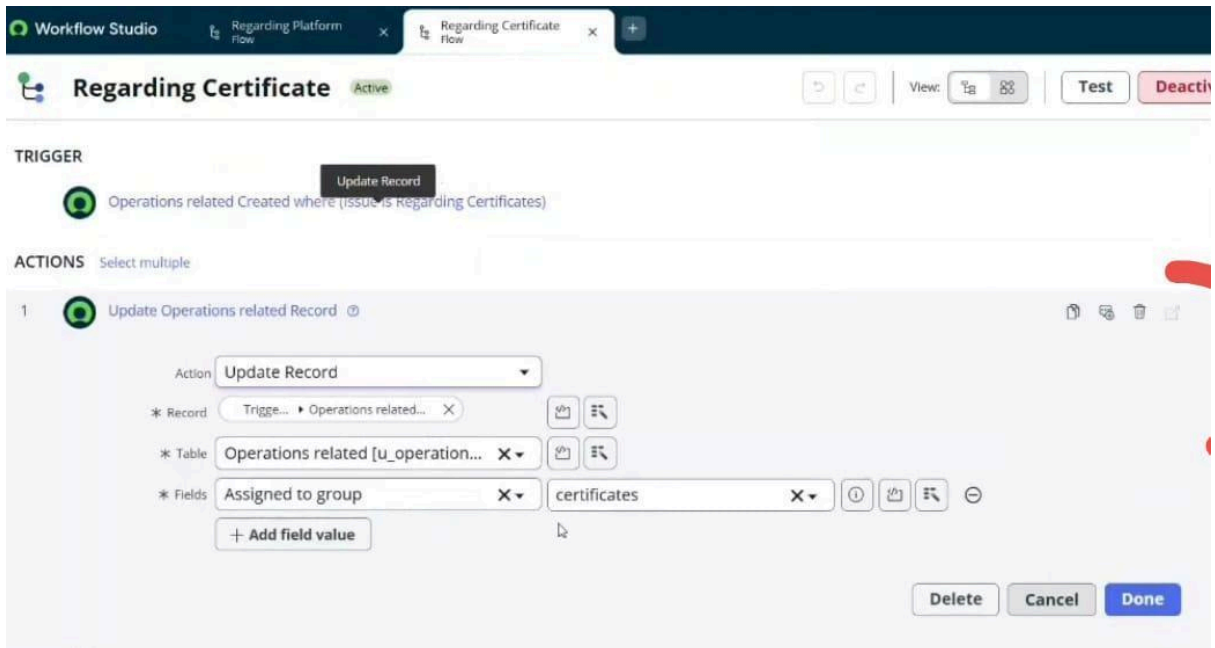 Workflow Studio
Regarding Platform
Flow
Regarding Certificate
Flow
Regarding Certificate
Active
View:
Test
Deactiv
TRIGGER
Update Record
Operations related Created where (Issue is Regarding Certificates)
ACTIONS Select multiple
1 Update Operations related Record
Action Update Record
* Record Trigge... ▸ Operations related...
* Table Operations related [u_operation...
* Fields Assigned to group certificates
+ Add field value
Delete Cancel Done